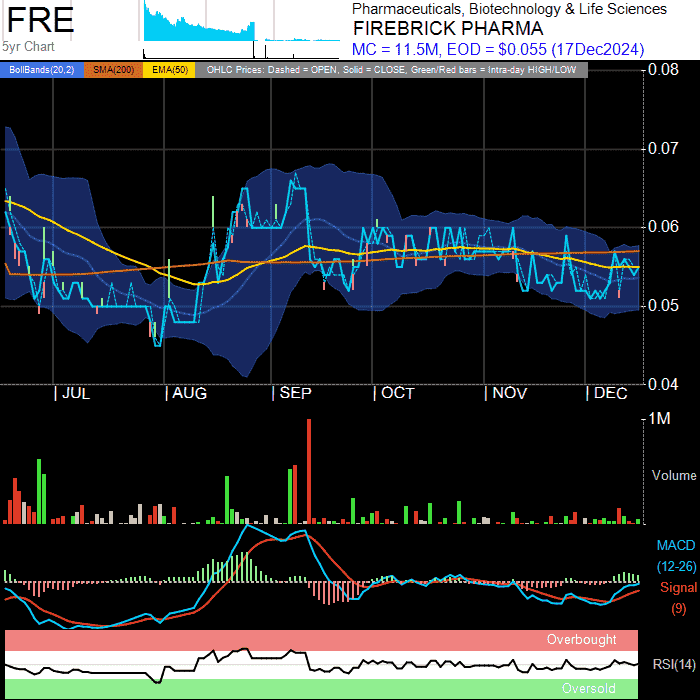 FRE
5yr Chart
Pharmaceuticals, Biotechnology & Life Sciences
FIREBRICK PHARMA
MC = 11.5M, EOD = $0.055 (17Dec2024)
BollBands(20,2) SMA(200) EMA(50) OHLC Prices: Dashed = OPEN, Solid = CLOSE, Green/Red bars = Intra-day HIGH/LOW
0.08
0.07
0.06
0.05
0.04
| JUL | AUG | SEP | OCT | NOV | DEC
1M
Volume
MACD
(12-26)
Signal
(9)
Overbought
RSI(14)
Oversold